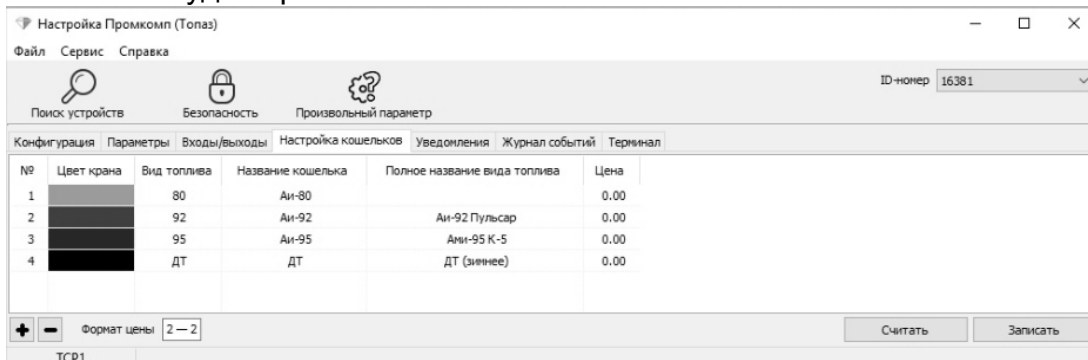 Настройка Промкомп (Топаз)
Файл Сервис Справка
Поиск устройств Безопасность Произвольный параметр ID-номер 16381
Конфигурация Параметры Входы/выходы Настройка кошельков Уведомления Журнал событий Терминал
№ Цвет крана Вид топлива Название кошелька Полное название вида топлива Цена
1 80 Аи-80 0.00
2 92 Аи-92 Аи-92 Пульсар 0.00
3 95 Аи-95 Ами-95 К-5 0.00
4 ДТ ДТ ДТ (зимнее) 0.00
Формат цены 2 — 2 Считать Записать
TCP1